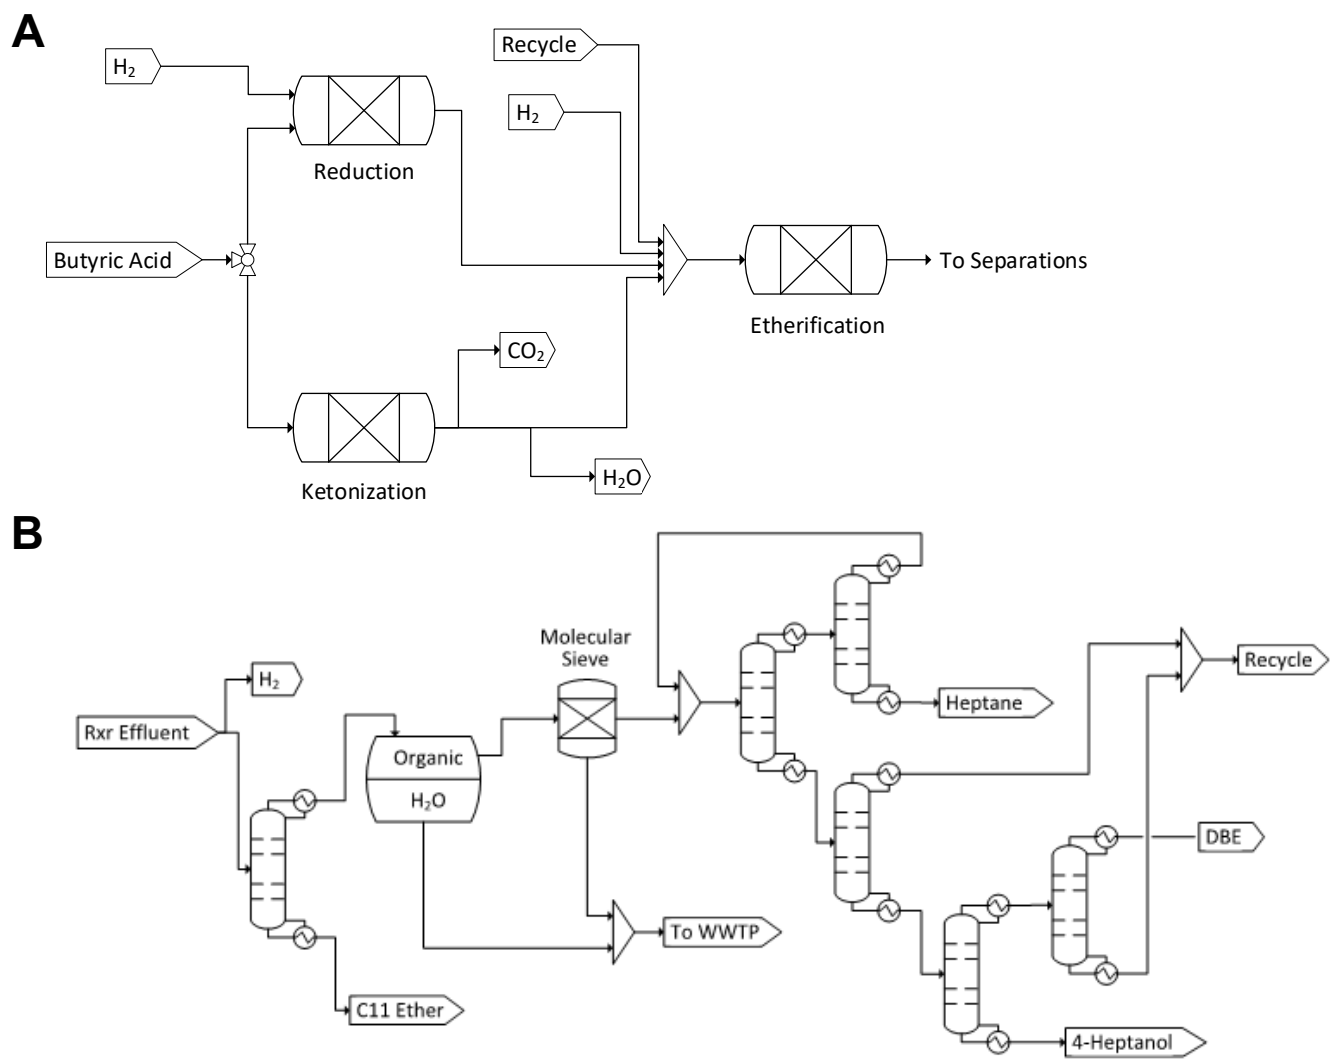 A
Recycle
H₂
H₂
Reduction
Butyric Acid
To Separations
Etherification
CO₂
H₂O
Ketonization
B
Molecular
Sieve
Recycle
H₂
Heptane
Rxr Effluent
Organic
H₂O
DBE
To WWTP
C11 Ether
4-Heptanol